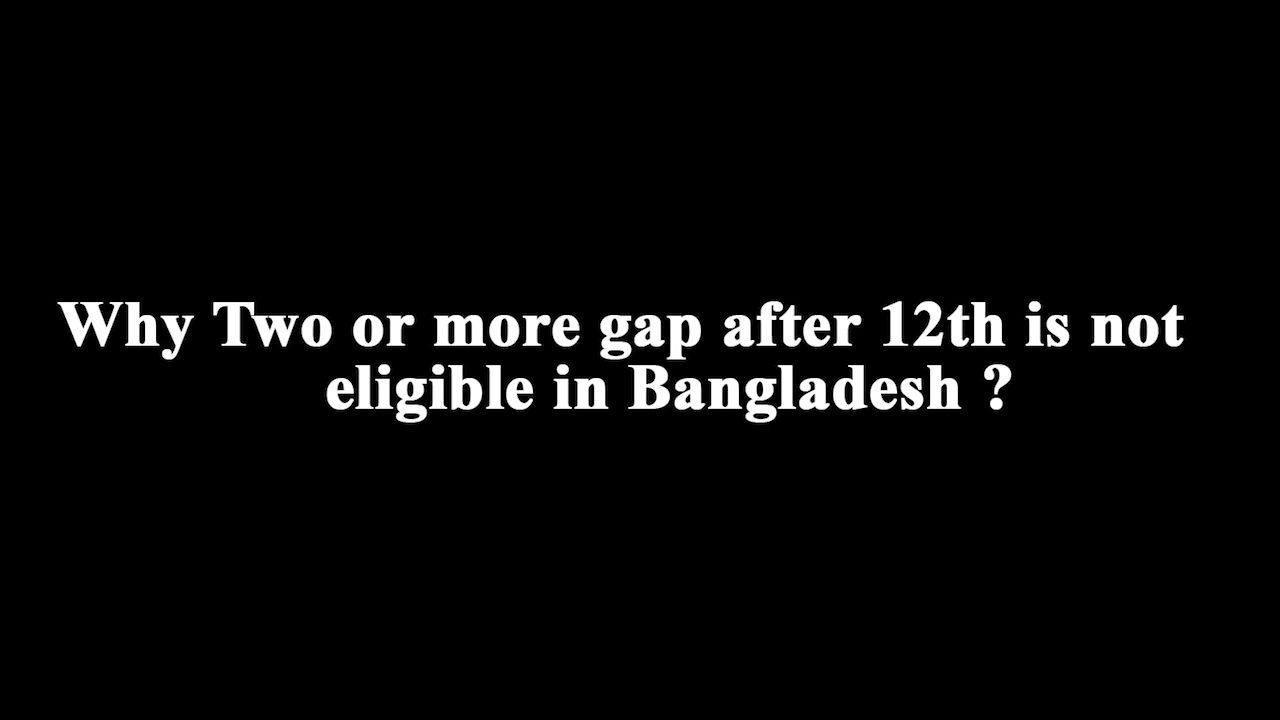 Why Two or more gap after 12th is not
eligible in Bangladesh ?